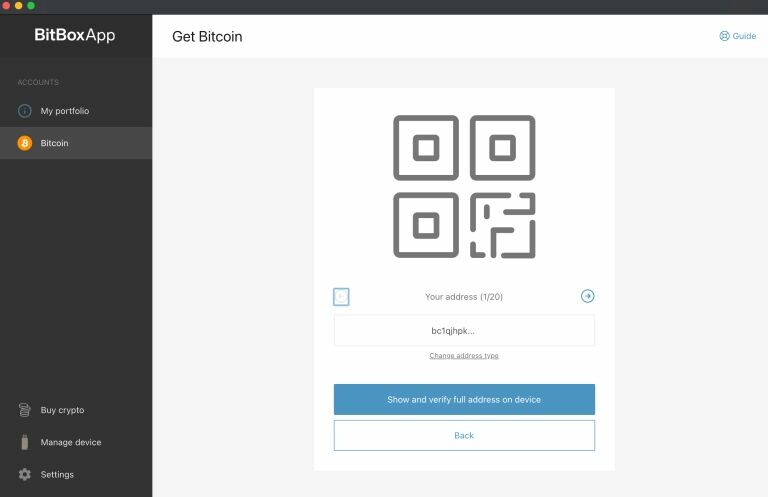 BitBoxApp
Get Bitcoin
Guide
ACCOUNTS
My portfolio
Bitcoin
Your address (1/20)
bc1qjhpk...
Change address type
Show and verify full address on device
Back
Buy crypto
Manage device
Settings